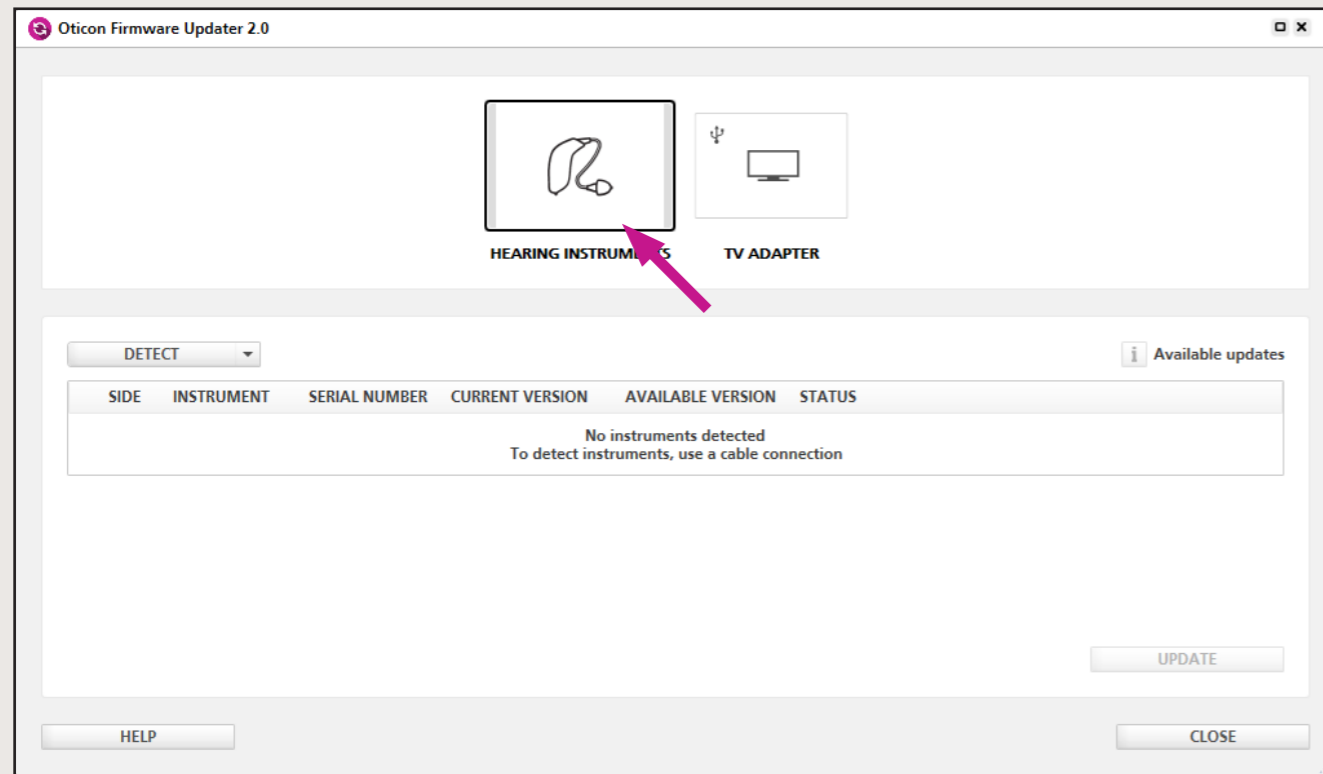 Oticon Firmware Updater 2.0
HEARING INSTRUMENTS
TV ADAPTER
DETECT
Available updates
SIDE INSTRUMENT SERIAL NUMBER CURRENT VERSION AVAILABLE VERSION STATUS
No instruments detected
To detect instruments, use a cable connection
UPDATE
HELP
CLOSE